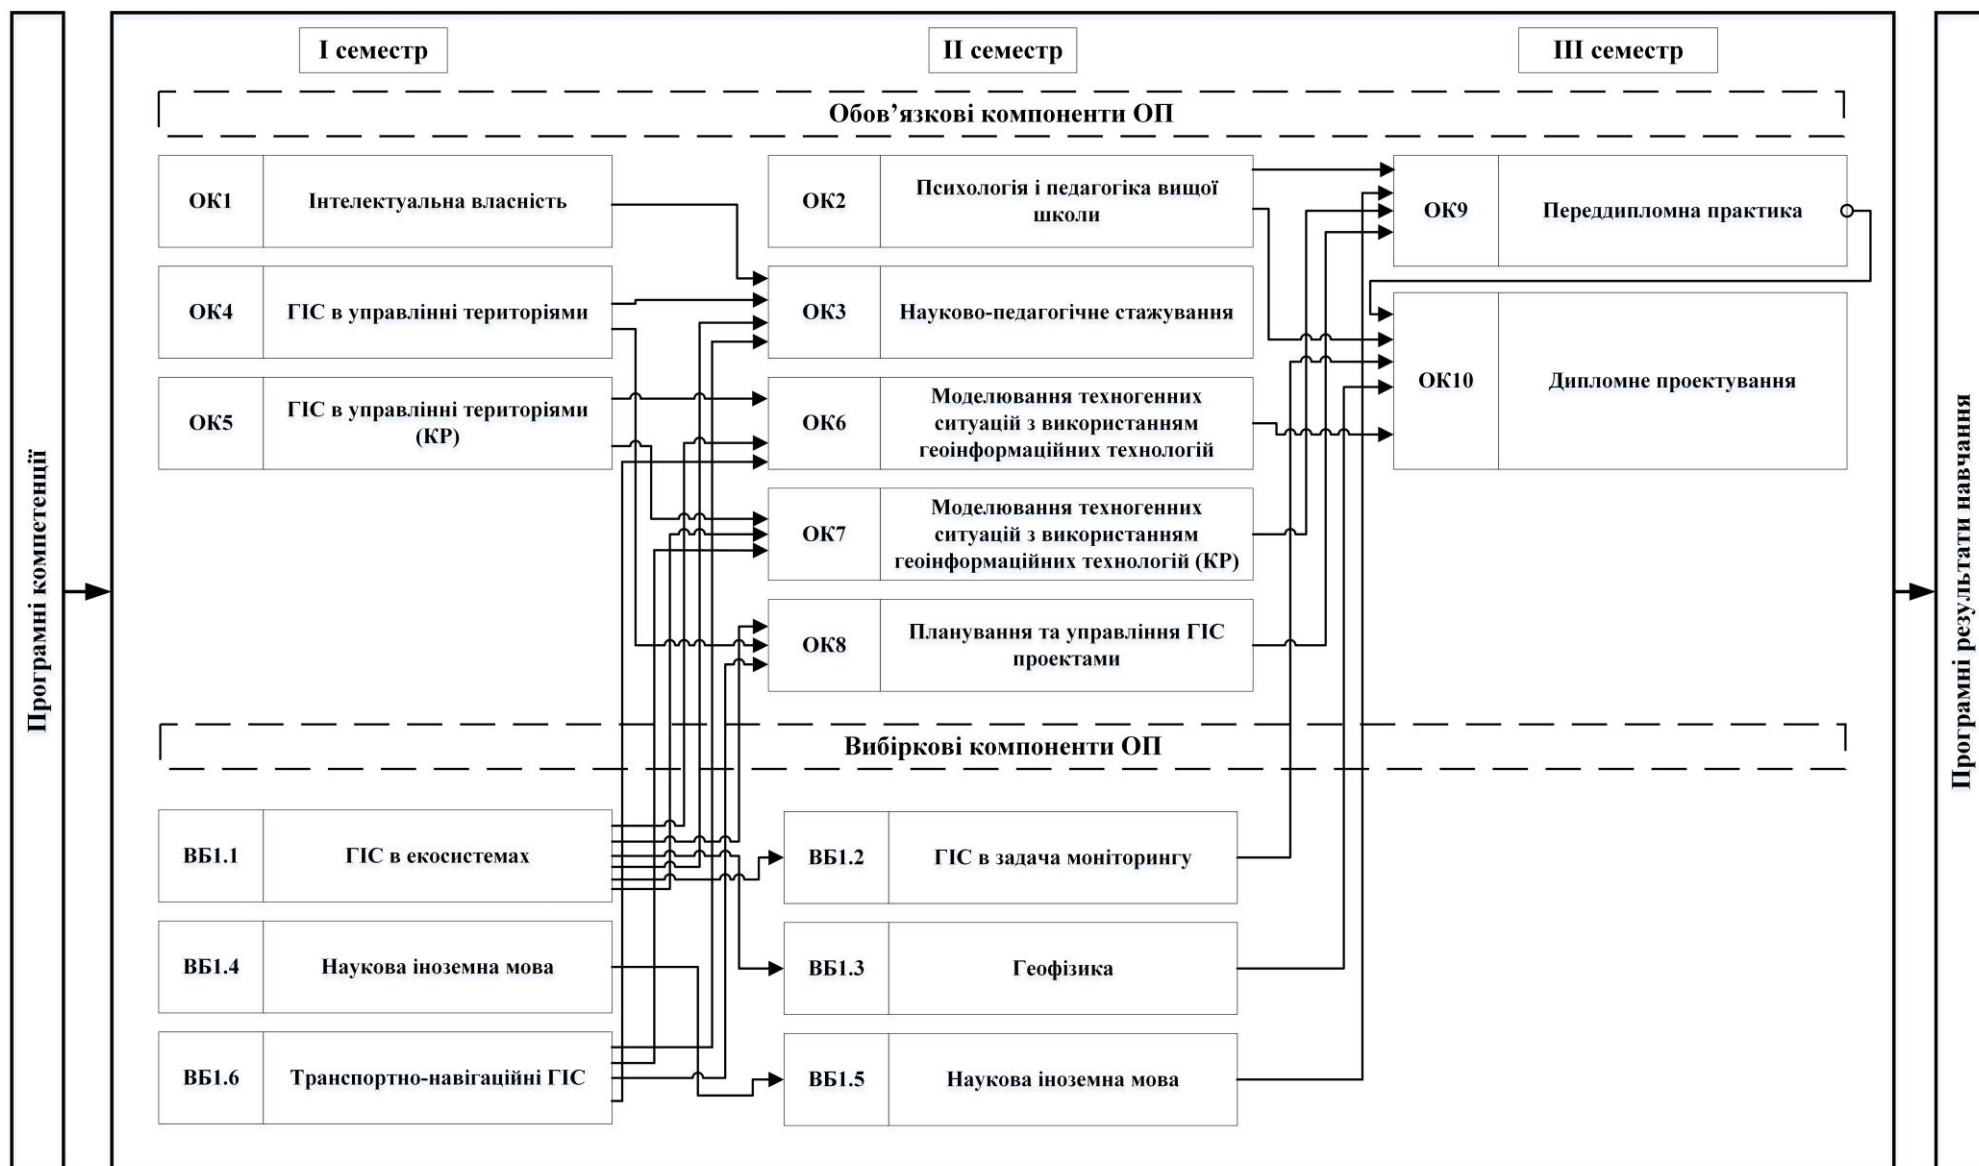 Програмні компетенції
І семестр
ІІ семестр
ІІІ семестр
Обов’язкові компоненти ОП
ОК1
Інтелектуальна власність
ОК2
Психологія і педагогіка вищої
школи
ОК9
Переддипломна практика
ОК4
ГІС в управлінні територіями
ОК3
Науково-педагогічне стажування
ОК10
Дипломне проектування
ОК5
ГІС в управлінні територіями
(КР)
ОК6
Моделювання техногенних
ситуацій з використанням
геоінформаційних технологій
ОК7
Моделювання техногенних
ситуацій з використанням
геоінформаційних технологій (КР)
ОК8
Планування та управління ГІС
проектами
Вибіркові компоненти ОП
ВБ1.1
ГІС в екосистемах
ВБ1.2
ГІС в задача моніторингу
ВБ1.4
Наукова іноземна мова
ВБ1.3
Геофізика
ВБ1.6
Транспортно-навігаційні ГІС
ВБ1.5
Наукова іноземна мова
Програмні результати навчання